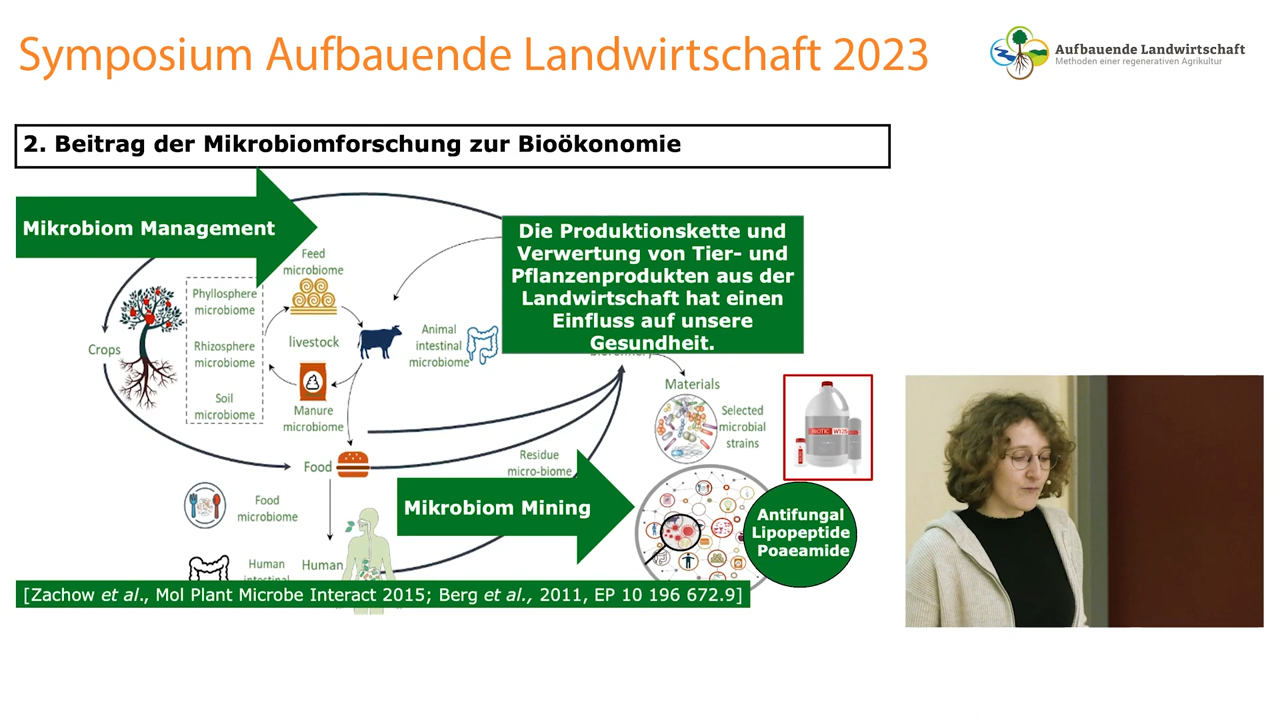 Symposium Aufbauende Landwirtschaft 2023
Aufbauende Landwirtschaft
Methoden einer regenerativen Agrikultur
2. Beitrag der Mikrobiomforschung zur Bioökonomie
Mikrobiom Management
Die Produktionskette und
Verwertung von Tier- und
Pflanzenprodukten aus der
Landwirtschaft hat einen
Einfluss auf unsere
Gesundheit.
Feed
microbiome
Phyllosphere
microbiome
Crops
Rhizosphere
microbiome
livestock
Animal
intestinal
microbiome
Soil
microbiome
Manure
microbiome
Materials
Selected
microbial
strains
Food
Residue
micro-biome
Food
microbiome
Mikrobiom Mining
Antifungal
Lipopeptide
Poaeamide
Human
Human
[Zachow et al., Mol Plant Microbe Interact 2015; Berg et al., 2011, EP 10 196 672.9]